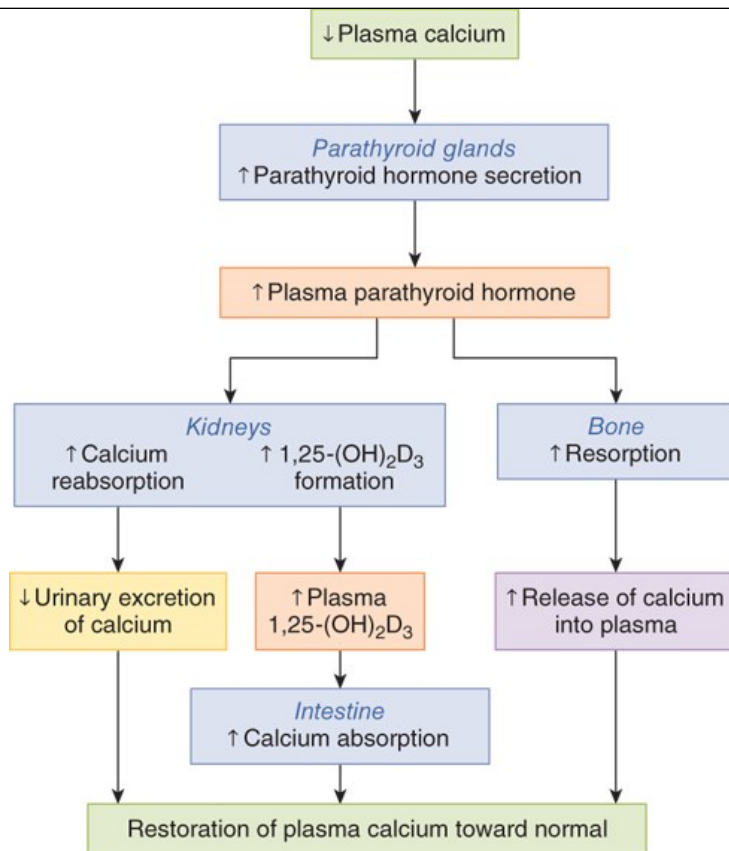 ↓Plasma calcium
Parathyroid glands
↑Parathyroid hormone secretion
↑Plasma parathyroid hormone
Kidneys
↑Calcium
reabsorption
↑ 1,25-(OH)₂D₃
formation
Bone
↑Resorption
↓Urinary excretion
of calcium
↑Plasma
1,25-(OH)₂D₃
↑Release of calcium
into plasma
Intestine
↑Calcium absorption
Restoration of plasma calcium toward normal